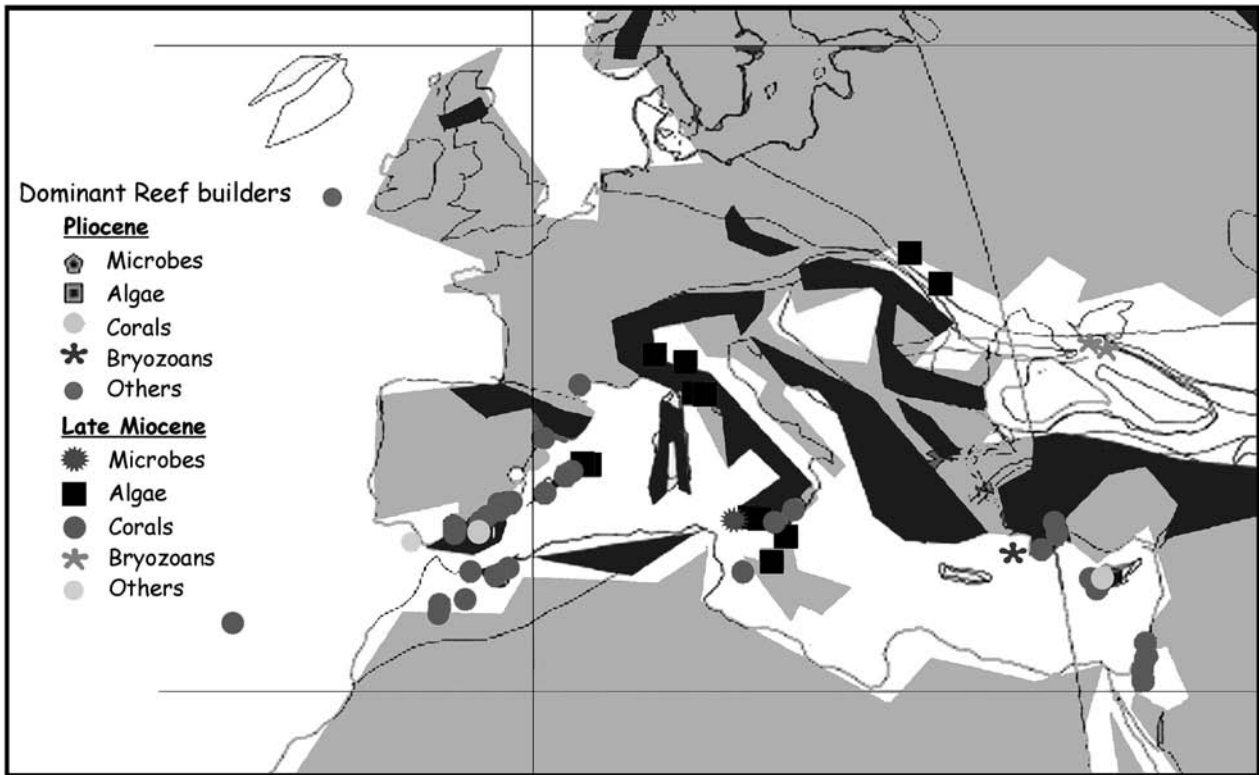 Dominant Reef builders
Pliocene
Microbes
Algae
Corals
Bryozoans
Others
Late Miocene
Microbes
Algae
Corals
Bryozoans
Others